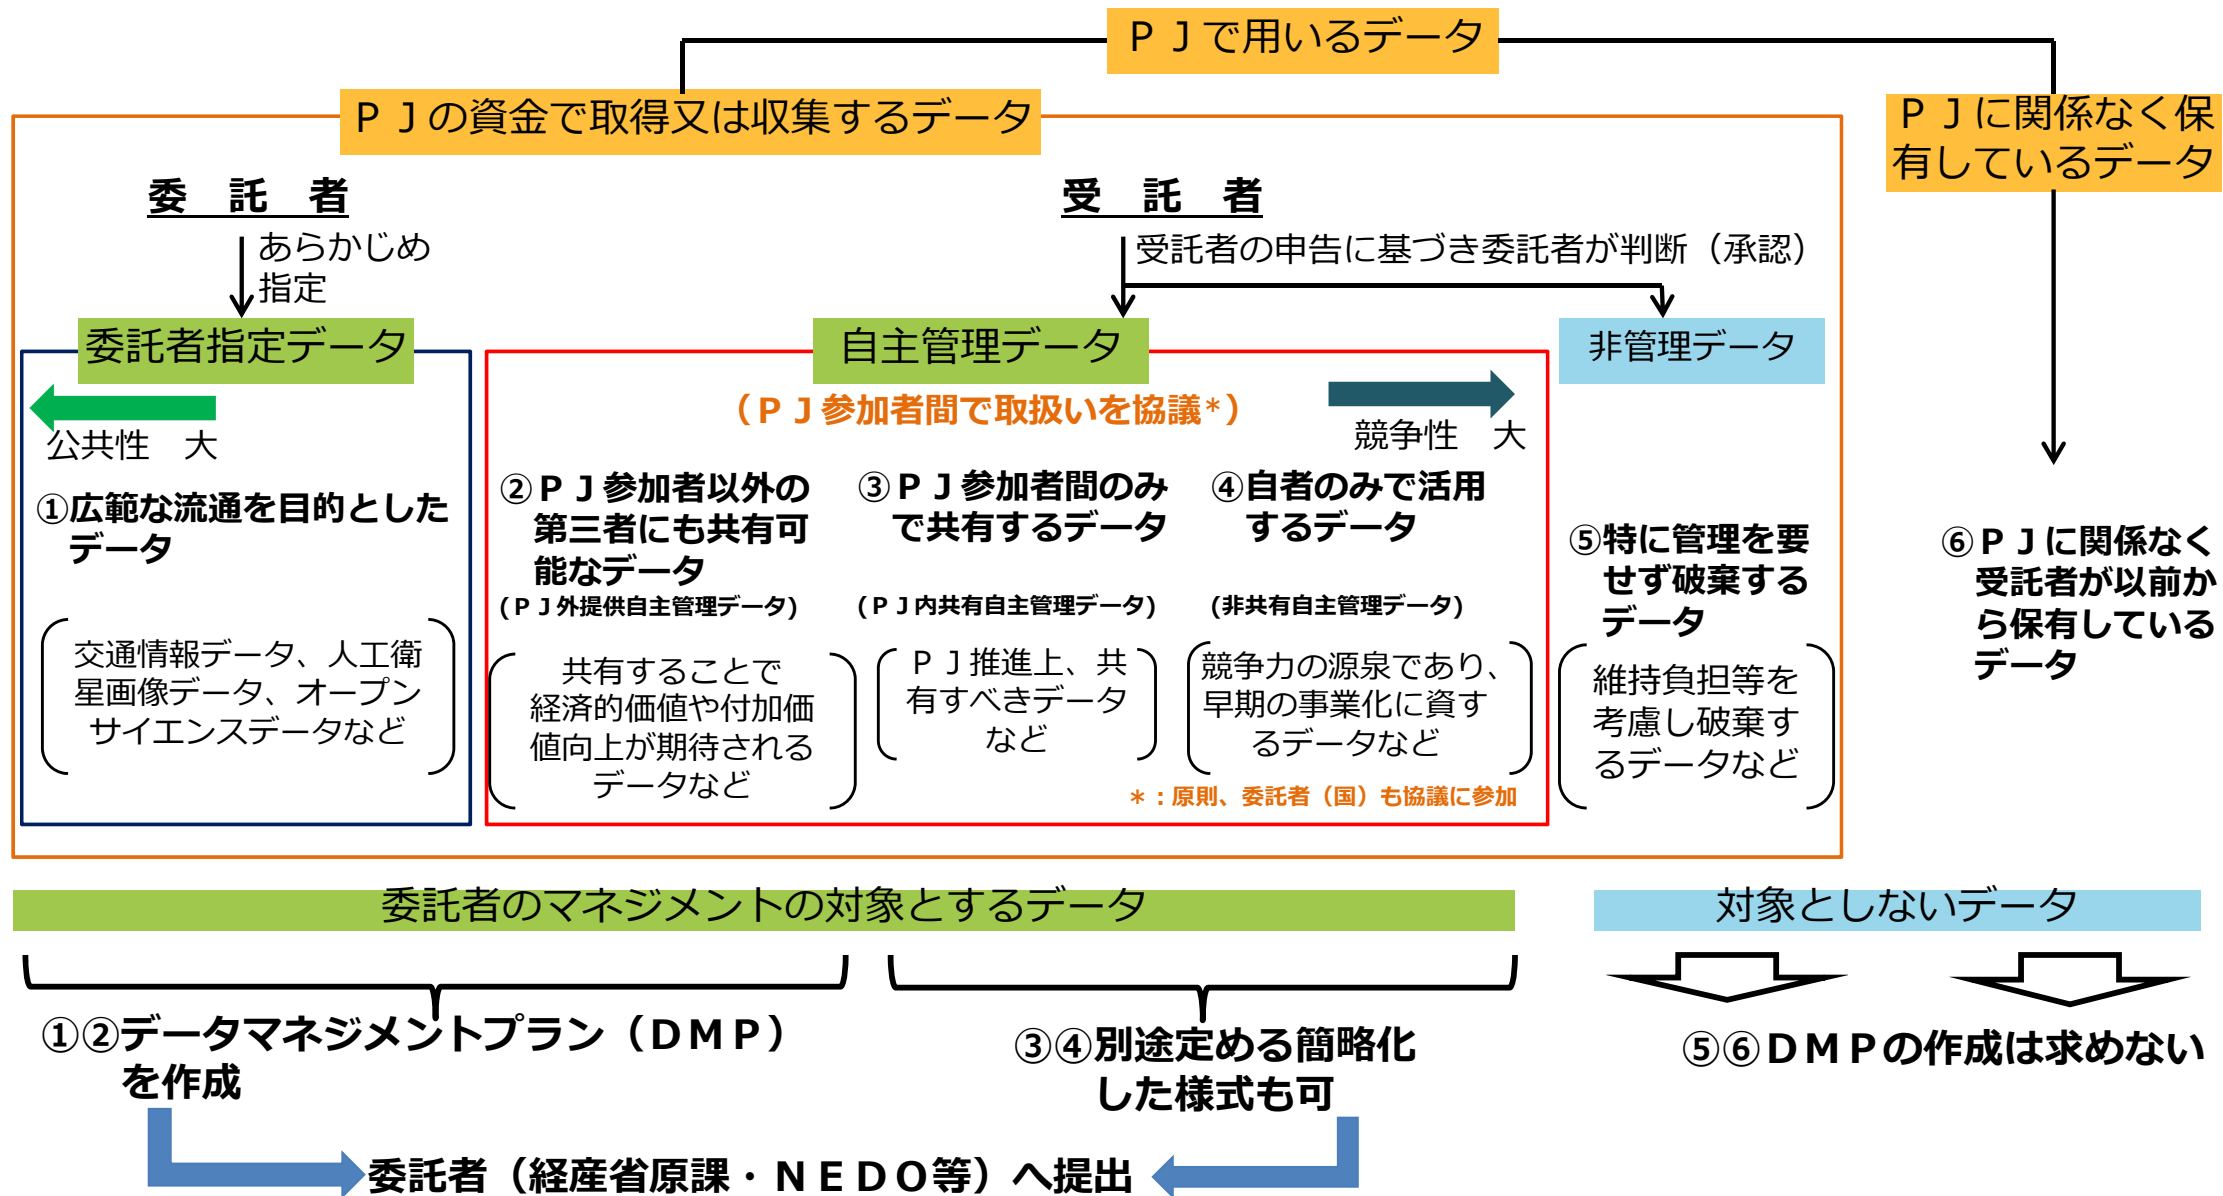 ＰＪで用いるデータ
ＰＪの資金で取得又は収集するデータ
ＰＪに関係なく保
有しているデータ
委　託　者
あらかじめ
指定
受　託　者
受託者の申告に基づき委託者が判断（承認）
委託者指定データ
自主管理データ
非管理データ
（ＰＪ参加者間で取扱いを協議*）
公共性　大
競争性　大
①広範な流通を目的とした
データ
交通情報データ、人工衛
星画像データ、オープン
サイエンスデータなど
②ＰＪ参加者以外の
第三者にも共有可
能なデータ
(ＰＪ外提供自主管理データ)
共有することで
経済的価値や付加価
値向上が期待される
データなど
③ＰＪ参加者間のみ
で共有するデータ
(ＰＪ内共有自主管理データ)
ＰＪ推進上、共
有すべきデータ
など
④自者のみで活用
するデータ
(非共有自主管理データ)
競争力の源泉であり、
早期の事業化に資す
るデータなど
＊：原則、委託者（国）も協議に参加
⑤特に管理を要
せず破棄する
データ
維持負担等を
考慮し破棄す
るデータなど
⑥ＰＪに関係なく
受託者が以前か
ら保有している
データ
委託者のマネジメントの対象とするデータ
対象としないデータ
①②データマネジメントプラン（ＤＭＰ）
を作成
③④別途定める簡略化
した様式も可
⑤⑥ＤＭＰの作成は求めない
委託者（経産省原課・ＮＥＤＯ等）へ提出